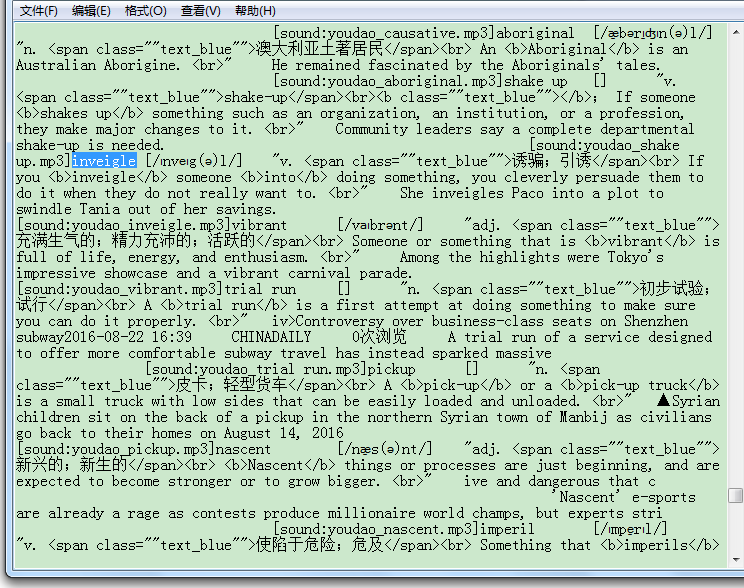 文件(F)  编辑(E)  格式(O)  查看(V)  帮助(H)
[sound:youdao_causative.mp3]aboriginal  [/æbərɪdʒɪn(ə)l/]
"n. <span class=""text_blue"">澳大利亚土著居民</span><br> An <b>Aboriginal</b> is an
Australian Aborigine. <br>"    He remained fascinated by the Aboriginals' tales.
[sound:youdao_aboriginal.mp3]shake up    []    "v.
<span class=""text_blue"">shake-up</span><br><b class=""text_blue""></b>； If someone
<b>shakes up</b> something such as an organization, an institution, or a profession,
they make major changes to it. <br>"    Community leaders say a complete departmental
shake-up is needed.    [sound:youdao_shake
up.mp3]inveigle [/ɪnveɪg(ə)l/]    "v. <span class=""text_blue"">诱骗；引诱</span><br> If
you <b>inveigle</b> someone <b>into</b> doing something, you cleverly persuade them to
do it when they do not really want to. <br>"    She inveigles Paco into a plot to
swindle Tania out of her savings.
[sound:youdao_inveigle.mp3]vibrant    [/vaɪbrənt/]    "adj. <span class=""text_blue"">
充满生气的；精力充沛的；活跃的</span><br> Someone or something that is <b>vibrant</b> is
full of life, energy, and enthusiasm. <br>"    Among the highlights were Tokyo's
impressive showcase and a vibrant carnival parade.
[sound:youdao_vibrant.mp3]trial run    []    "n. <span class=""text_blue"">初步试验；
试行</span><br> A <b>trial run</b> is a first attempt at doing something to make sure
you can do it properly. <br>"    iv>Controversy over business-class seats on Shenzhen
subway2016-08-22 16:39    CHINADAILY    0次浏览    A trial run of a service designed
to offer more comfortable subway travel has instead sparked massive
[sound:youdao_trial run.mp3]pickup    []    "n. <span
class=""text_blue"">皮卡；轻型货车</span><br> A <b>pick-up</b> or a <b>pick-up truck</b>
is a small truck with low sides that can be easily loaded and unloaded. <br>"    ▲Syrian
children sit on the back of a pickup in the northern Syrian town of Manbij as civilians
go back to their homes on August 14, 2016
[sound:youdao_pickup.mp3]nascent    [/næs(ə)nt/]    "adj. <span class=""text_blue"">
新兴的；新生的</span><br> <b>Nascent</b> things or processes are just beginning, and are
expected to become stronger or to grow bigger. <br>"    ive and dangerous that c
'Nascent' e-sports
are already a rage as contests produce millionaire world champs, but experts stri
[sound:youdao_nascent.mp3]imperil    [/ɪmperɪl/]
"v. <span class=""text_blue"">使陷于危险；危及</span><br> Something that <b>imperils</b>